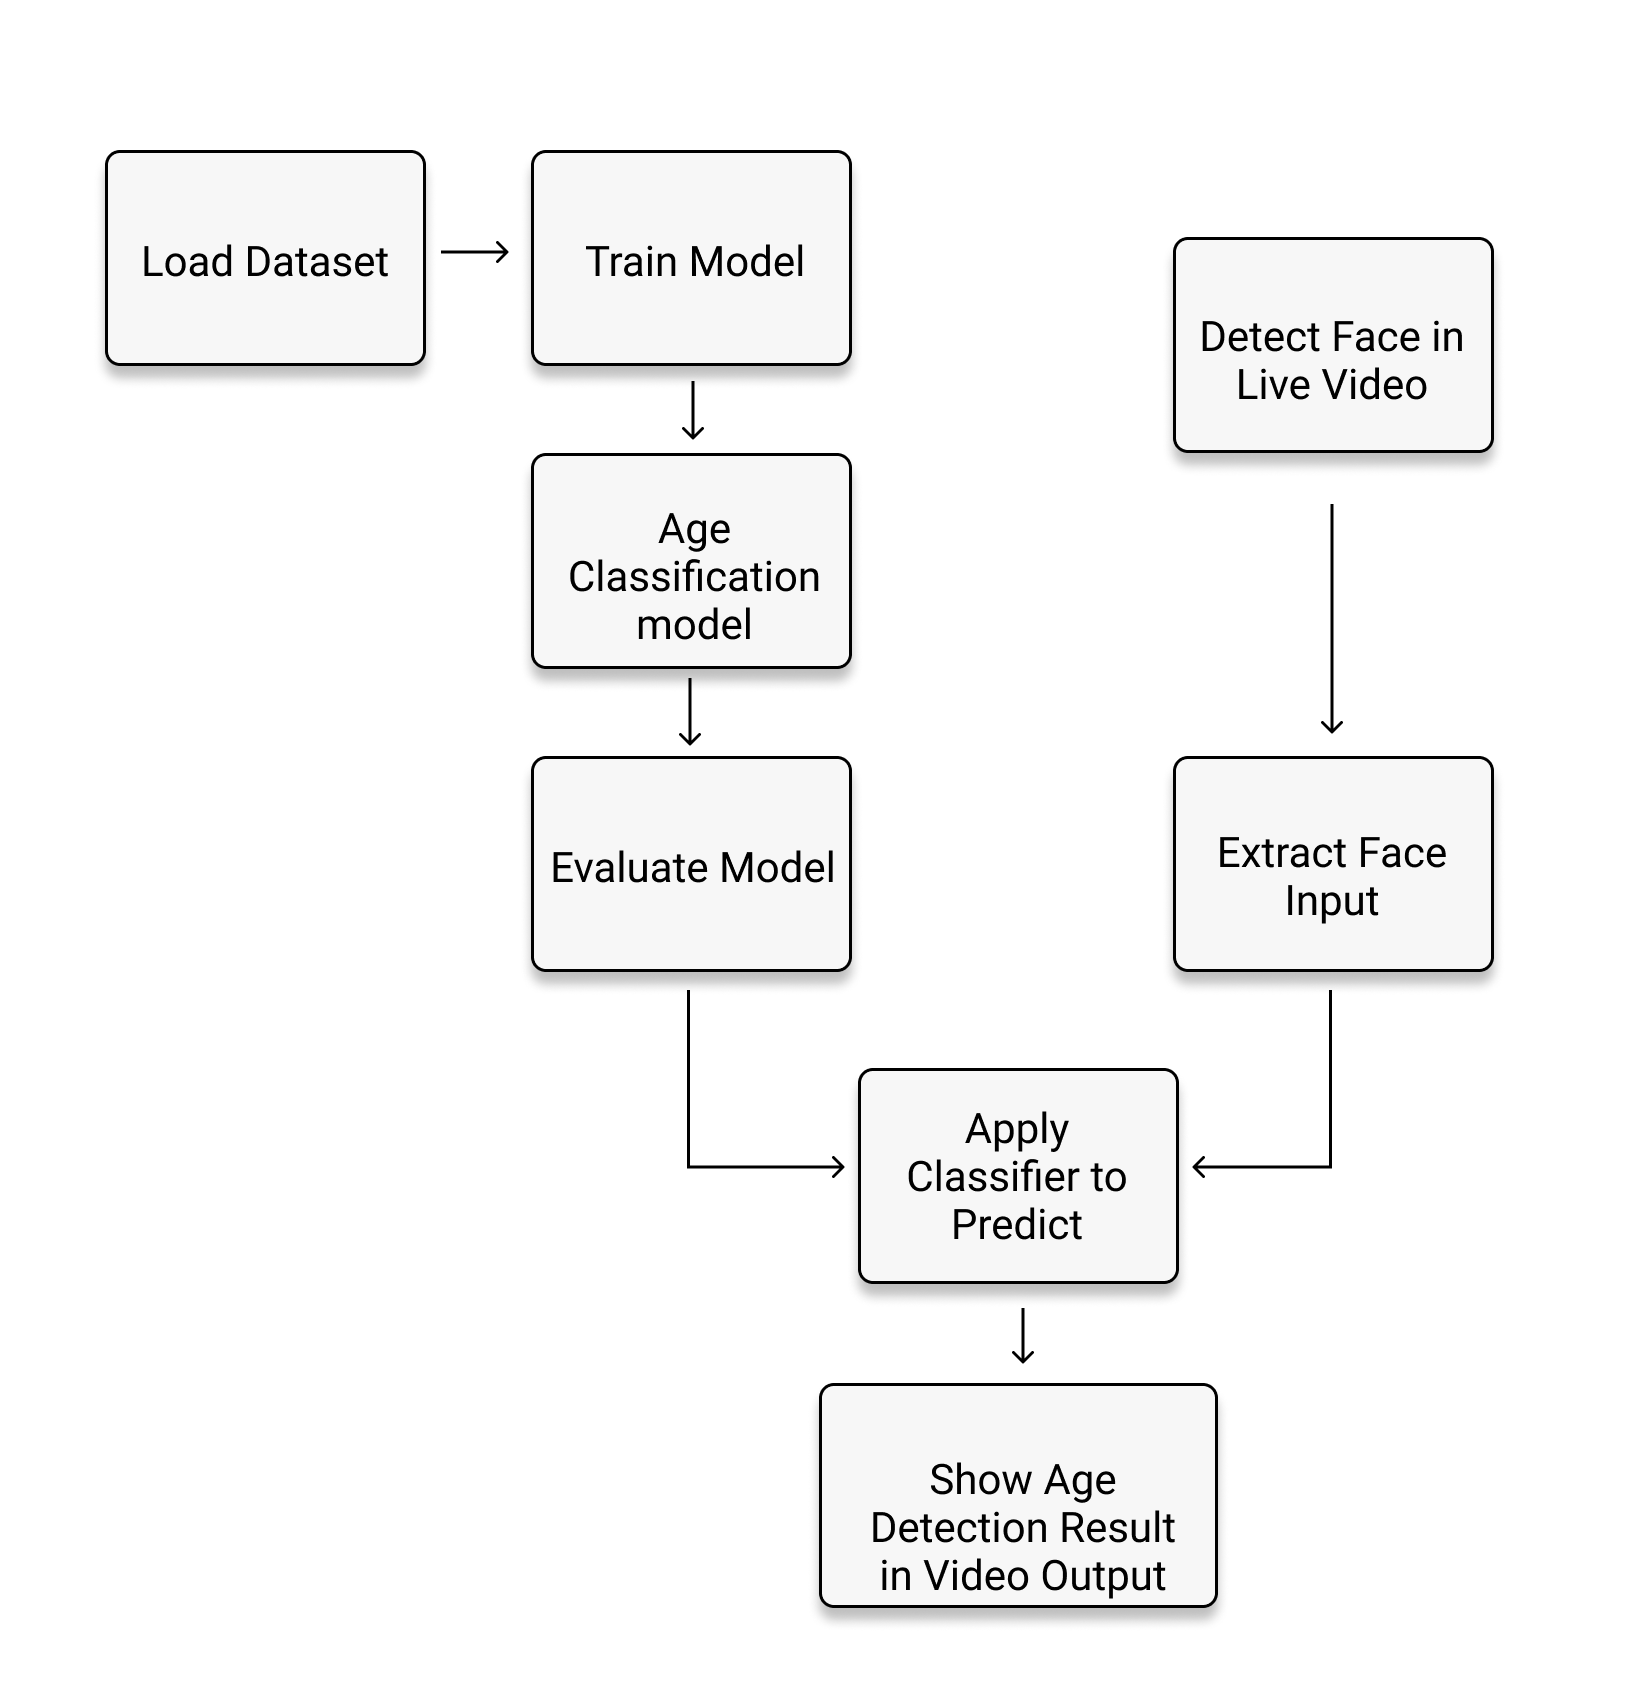 Load Dataset
Train Model
Detect Face in
Live Video
Age
Classification
model
Evaluate Model
Extract Face
Input
Apply
Classifier to
Predict
Show Age
Detection Result
in Video Output